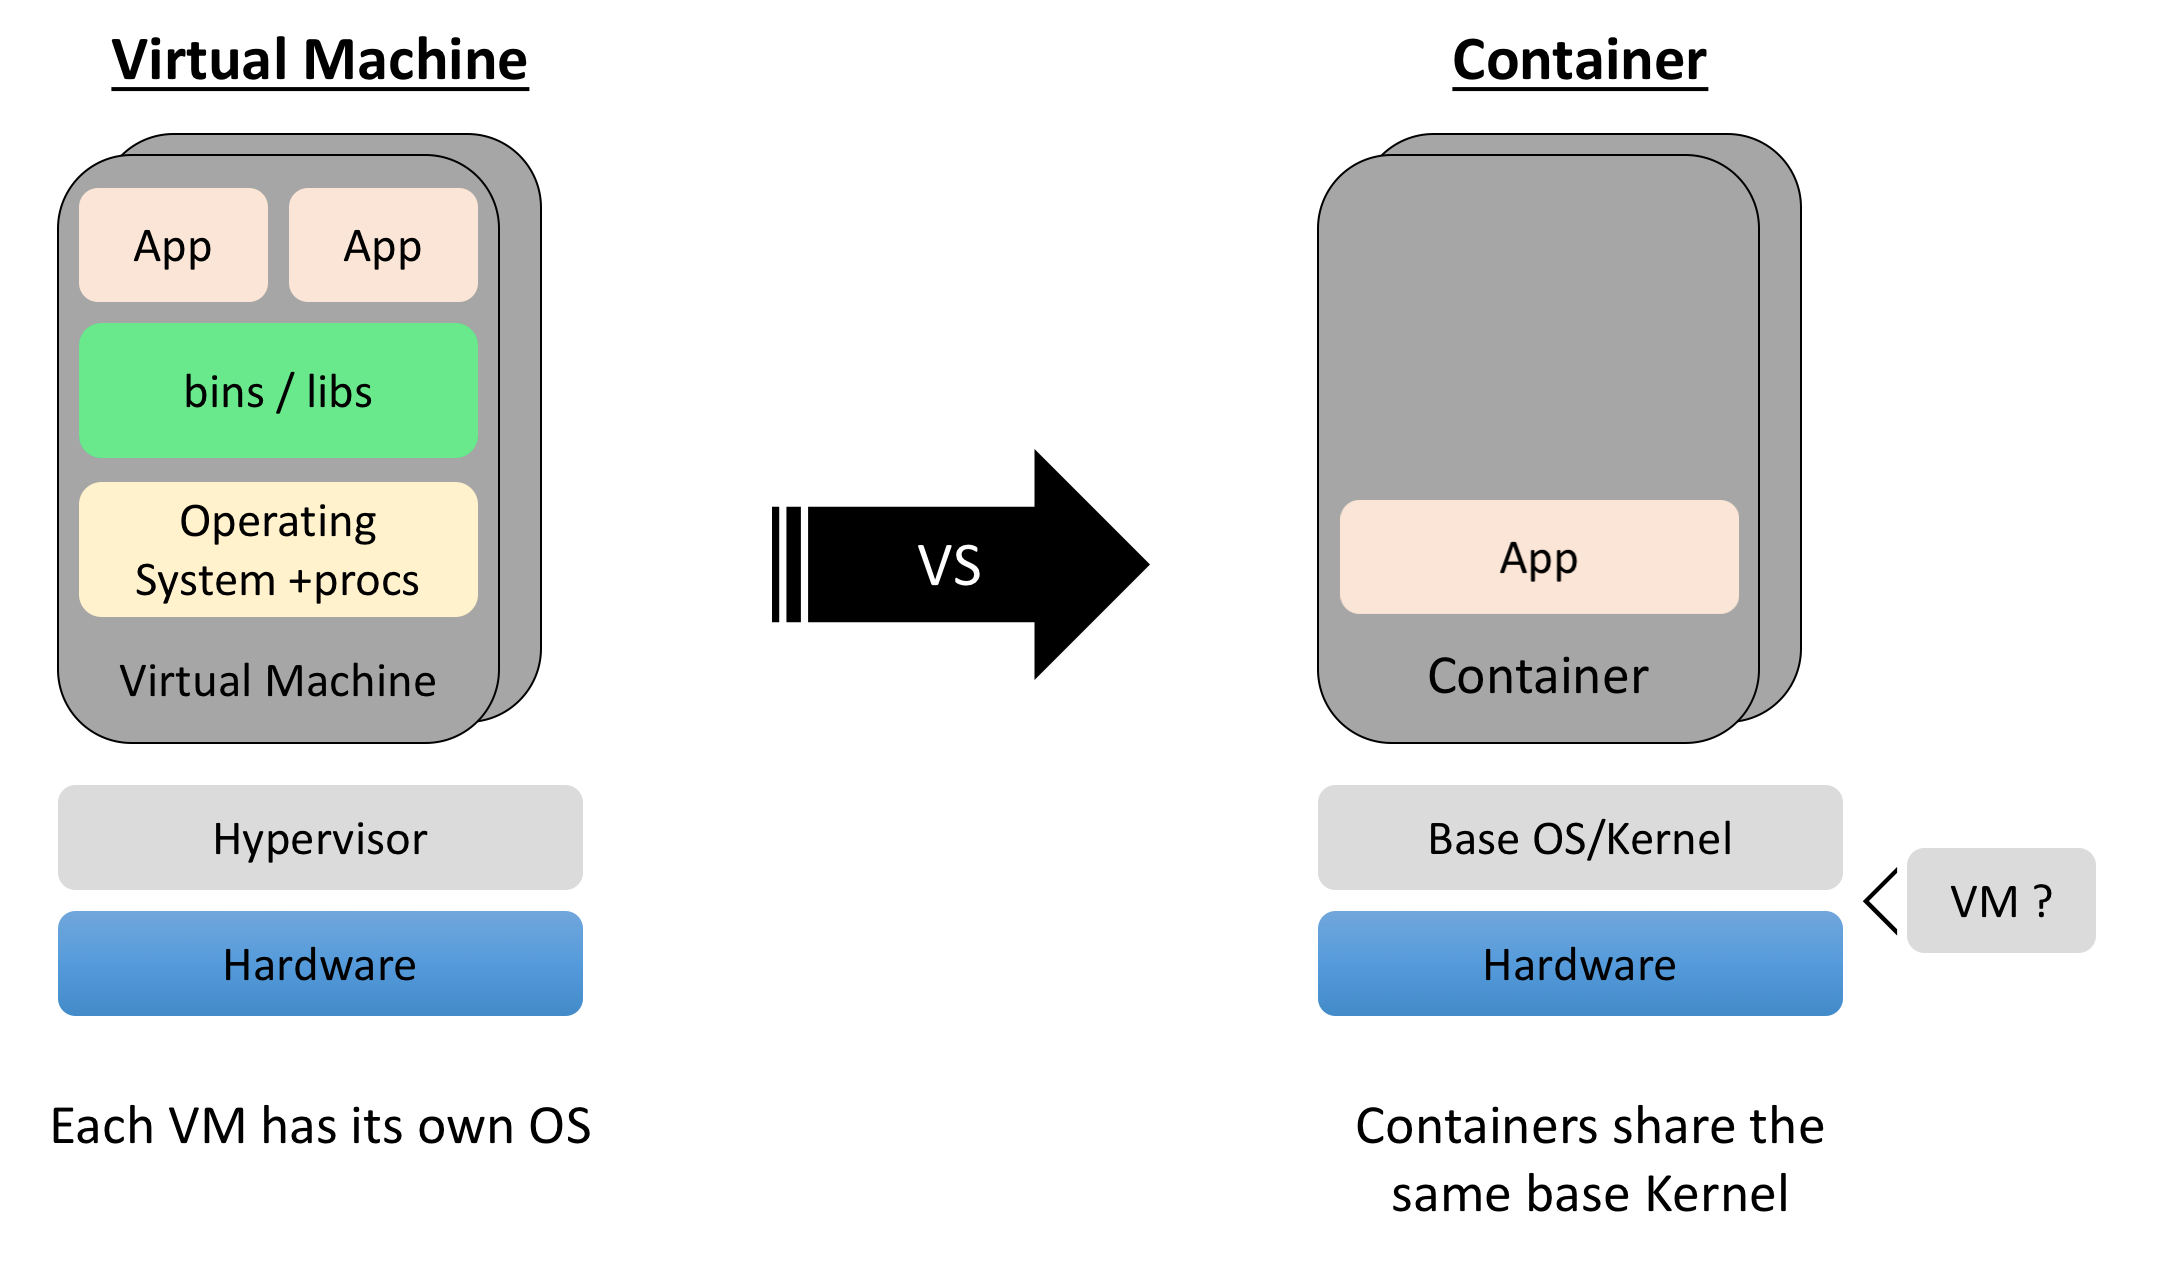 Virtual Machine
App
App
bins / libs
Operating
System +procs
Virtual Machine
Hypervisor
Hardware
Each VM has its own OS
VS
Container
App
Container
Base OS/Kernel
Hardware
VM ?
Containers share the
same base Kernel